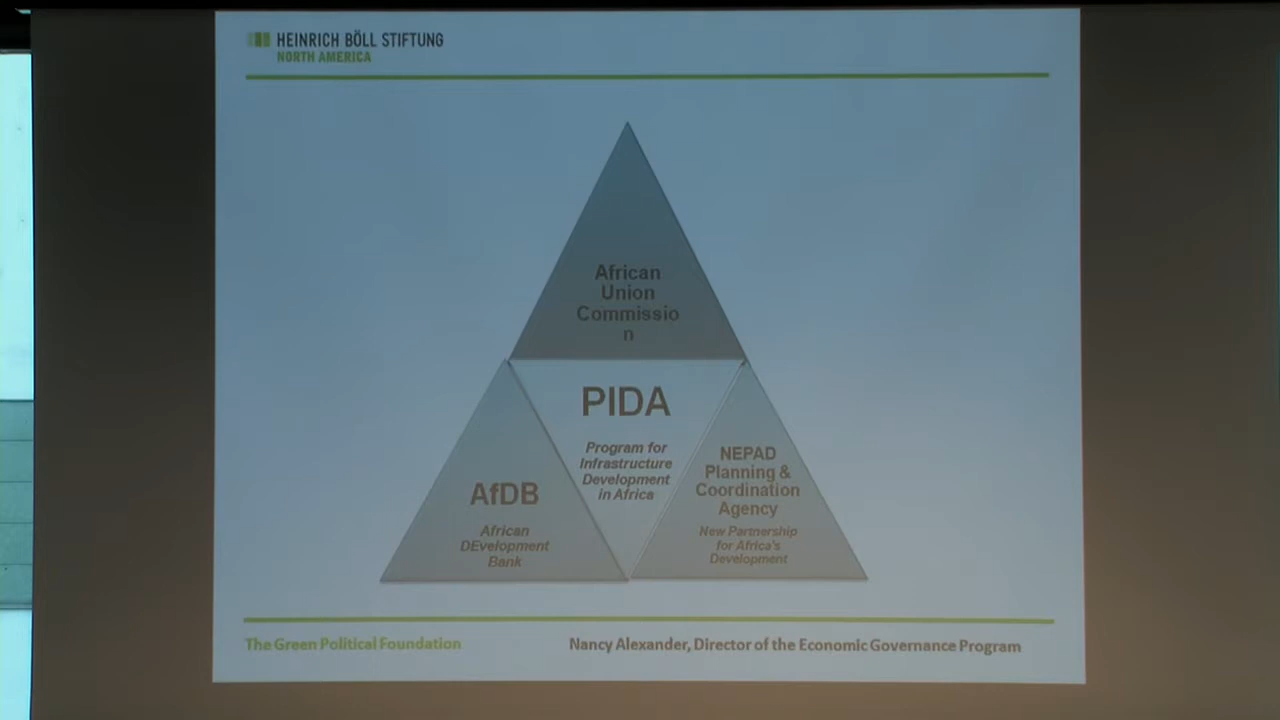 HEINRICH BÖLL STIFTUNG
NORTH AMERICA
African
Union
Commissio
n
PIDA
Program for
Infrastructure
Development
in Africa
AfDB
African
DEvelopment
Bank
NEPAD
Planning &
Coordination
Agency
New Partnership
for Africa's
Development
The Green Political Foundation
Nancy Alexander, Director of the Economic Governance Program